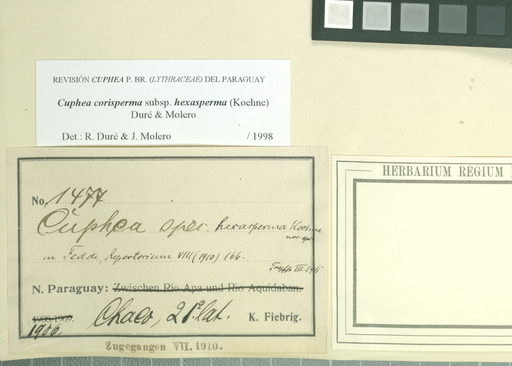 REVISIÓN CUPHEA P. BR. (LYTHRACEAE) DEL PARAGUAY
Cuphea corisperma subsp. hexasperma (Koehne)
Duré & Molero
Det.: R. Duré & J. Molero / 1998
HERBARIUM REGIUM
No. 1477
Cuphea spec. hexasperma Koehne
in Fedde, Repertorium VIII (1910) 166.
N. Paraguay: Zwischen Rio Apa und Rio Aquidaban.
Chaco, 21° lat. K. Fiebrig.
1908/1909.
1906.
Zugegangen VII. 1910.